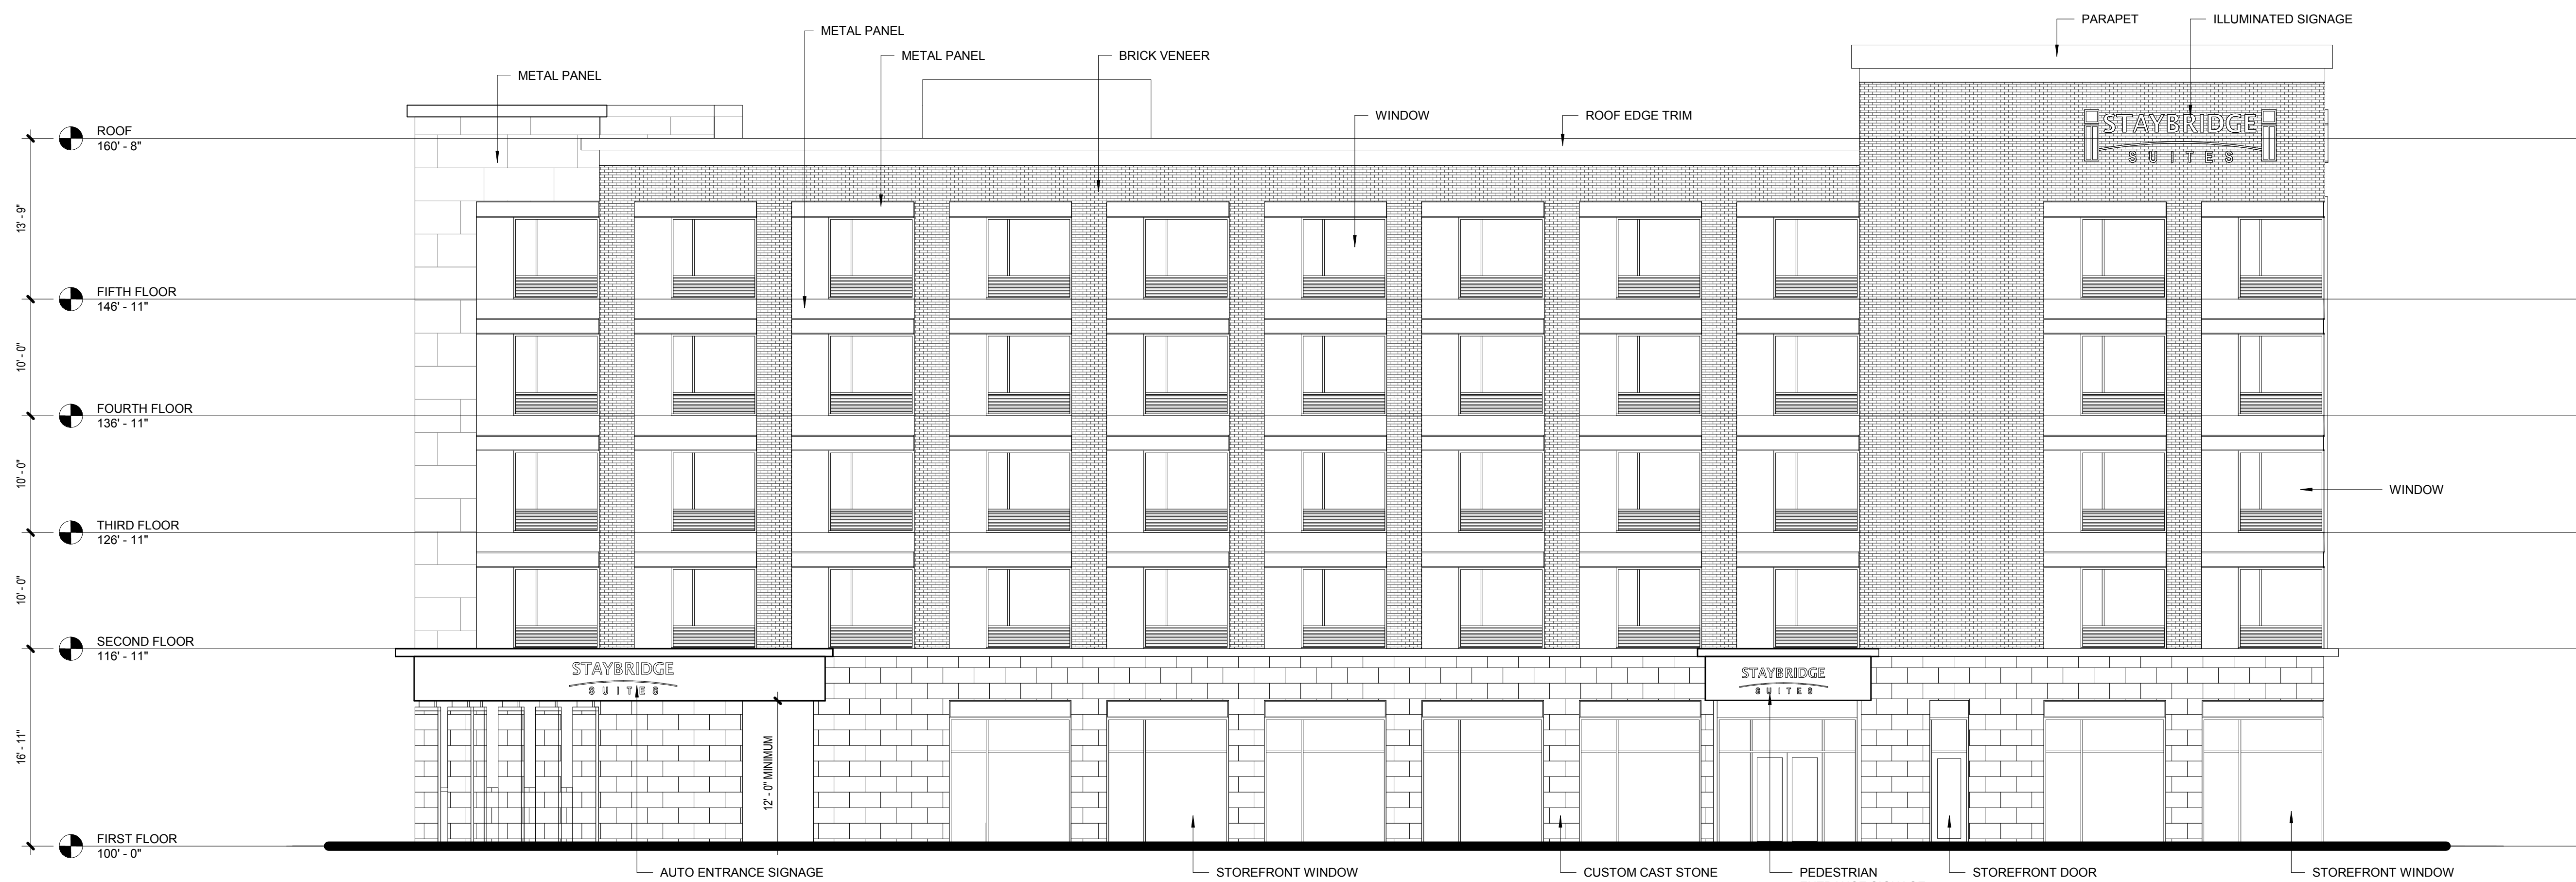 PARAPET
ILLUMINATED SIGNAGE
METAL PANEL
METAL PANEL
BRICK VENEER
METAL PANEL
WINDOW
ROOF EDGE TRIM
STAYBRIDGE
SUITES
ROOF
160' - 8"
13' - 9"
FIFTH FLOOR
146' - 11"
10' - 0"
FOURTH FLOOR
136' - 11"
10' - 0"
WINDOW
THIRD FLOOR
126' - 11"
10' - 0"
SECOND FLOOR
116' - 11"
STAYBRIDGE
SUITES
STAYBRIDGE
SUITES
16' - 11"
12' - 0" MINIMUM
FIRST FLOOR
100' - 0"
AUTO ENTRANCE SIGNAGE
STOREFRONT WINDOW
CUSTOM CAST STONE
PEDESTRIAN
STOREFRONT DOOR
STOREFRONT WINDOW